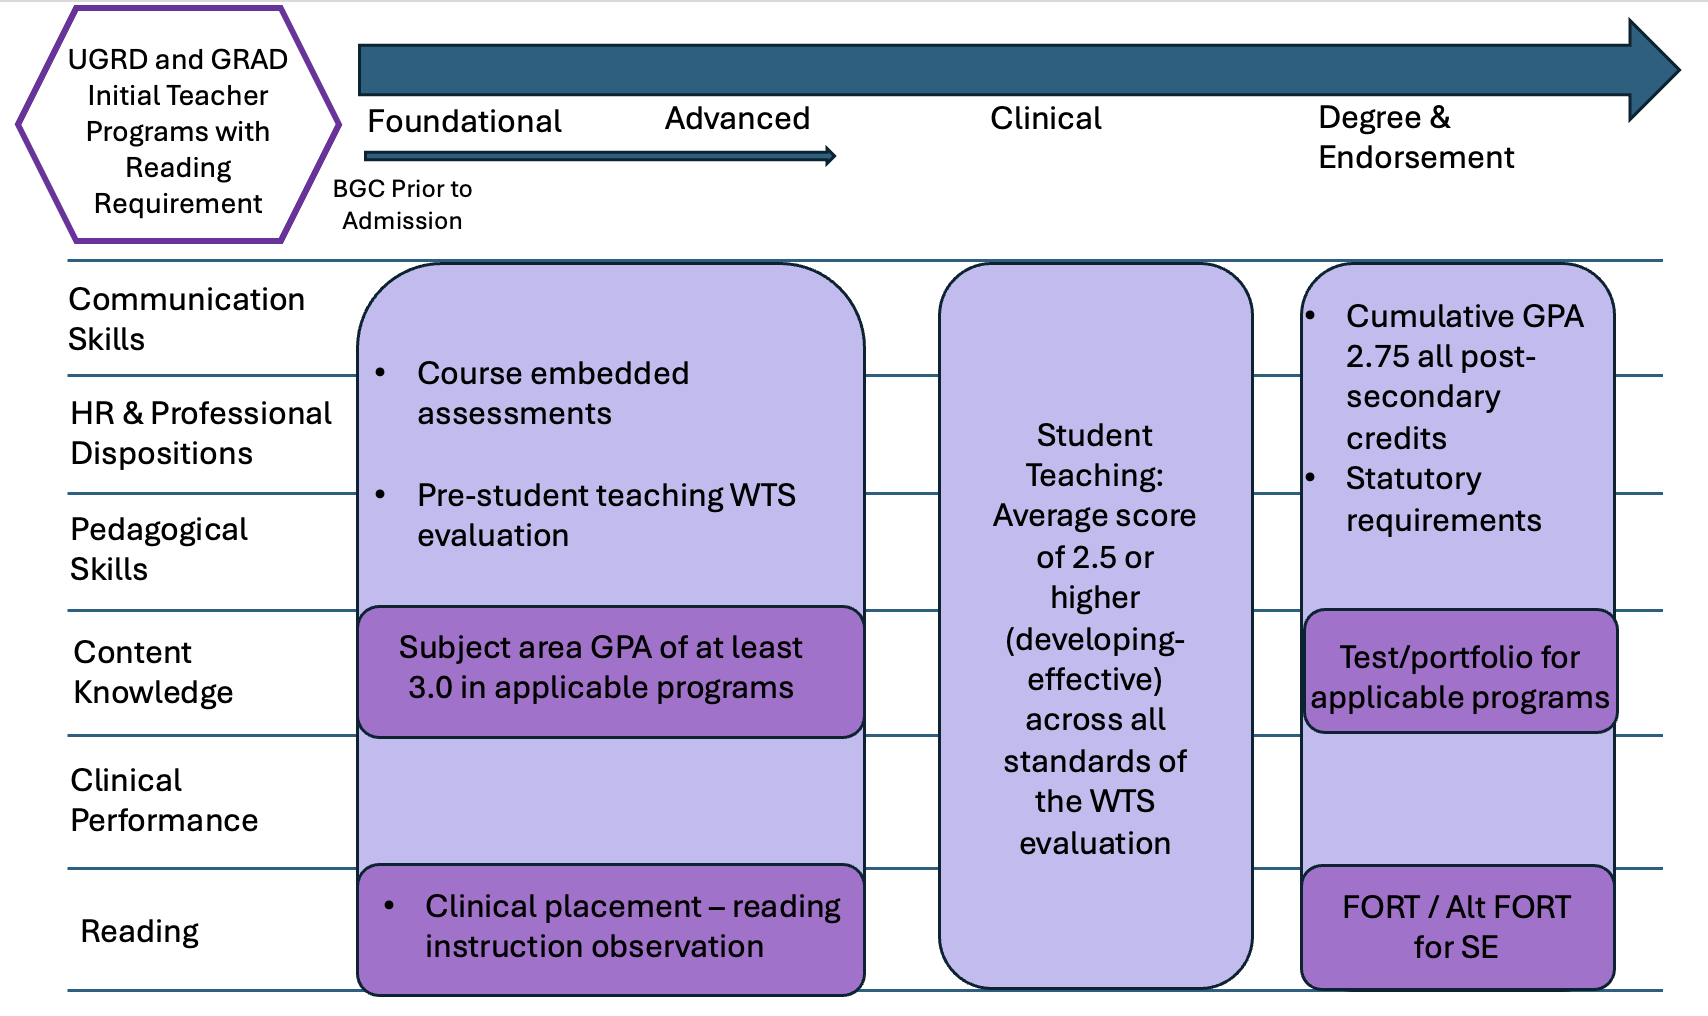 UGRD and GRAD
Initial Teacher
Programs with
Reading
Requirement
Foundational
Advanced
Clinical
Degree &
Endorsement
BGC Prior to
Admission
Communication
Skills
HR & Professional
Dispositions
Pedagogical
Skills
Content
Knowledge
Clinical
Performance
Reading
• Course embedded
assessments
• Pre-student teaching WTS
evaluation
Subject area GPA of at least
3.0 in applicable programs
• Clinical placement – reading
instruction observation
Student
Teaching:
Average score
of 2.5 or
higher
(developing-
effective)
across all
standards of
the WTS
evaluation
• Cumulative GPA
2.75 all post-
secondary
credits
• Statutory
requirements
Test/portfolio for
applicable programs
FORT / Alt FORT
for SE